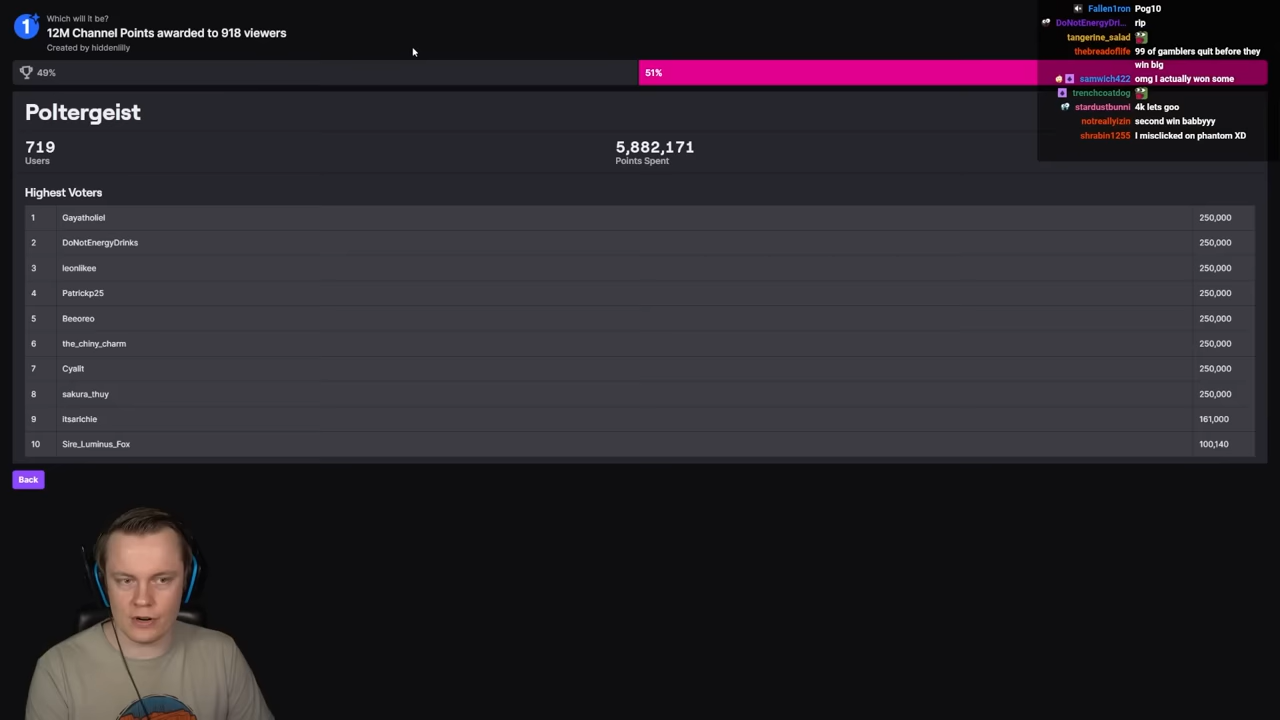 1
Which will it be?
12M Channel Points awarded to 918 viewers
Created by hiddenlilly
49%
51%
Poltergeist
719
Users
5,882,171
Points Spent
Highest Voters
1 Gayatholiel 250,000
2 DoNotEnergyDrinks 250,000
3 leonlikee 250,000
4 Patrickp25 250,000
5 Beeoreo 250,000
6 the_chiny_charm 250,000
7 Cyallt 250,000
8 sakura_thuy 250,000
9 itsarichie 161,000
10 Sire_Luminus_Fox 100,140
Back
Fallen1ron Pog10
DoNotEnergyDri... rip
tangerine_salad
thebreadoflife 99 of gamblers quit before they
win big
samwich422 omg I actually won some
trenchcoatdog
stardustbunni 4k lets goo
notreallyizin second win babbyyy
shrabin1255 I misclicked on phantom XD